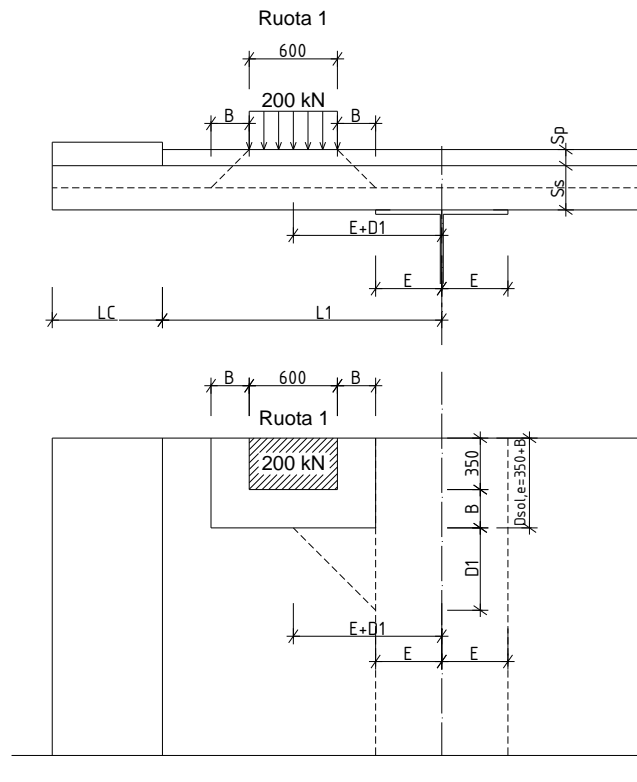 Ruota 1
600
200 kN
B
B
Sp
Ss
E+D1
E
E
LC
L1
B
600
B
Ruota 1
200 kN
350
B
D1
Dsol,e=350+B
E+D1
E
E